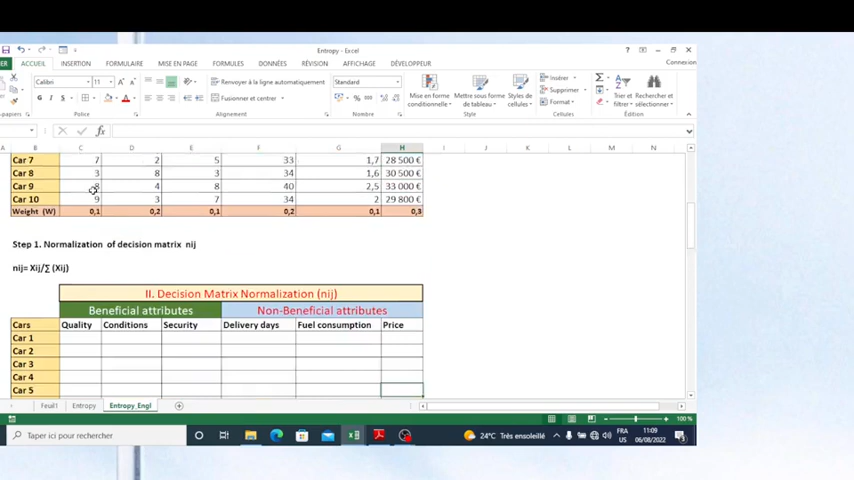 Entropy - Excel
ACCUEIL INSERTION FORMULAIRE MISE EN PAGE FORMULES DONNÉES RÉVISION AFFICHAGE DÉVELOPPEUR Connexion
Calibri 11 Renvoyer à la ligne automatiquement Standard Insérer
G I S Fusionner et centrer % 000 Supprimer
Mise en forme conditionnelle Mettre sous forme de tableau Styles de cellules Format Trier et filtrer Rechercher et sélectionner
Police Alignement Nombre Style Cellules Édition
fx
A B C D E F G H I J K L M N
Car 7 7 2 5 33 1,7 28 500 €
Car 8 3 8 3 34 1,6 30 500 €
Car 9 8 4 8 40 2,5 33 000 €
Car 10 9 3 7 34 2 29 800 €
Weight (W) 0,1 0,2 0,1 0,2 0,1 0,3
Step 1. Normalization of decision matrix nij
nij= Xij/∑ (Xij)
II. Decision Matrix Normalization (nij)
Beneficial attributes Non-Beneficial attributes
Cars Quality Conditions Security Delivery days Fuel consumption Price
Car 1
Car 2
Car 3
Car 4
Car 5
Feuil1 Entropy Entropy_Engl
100 %
Taper ici pour rechercher
24°C Très ensoleillé
FRA
US
11:09
06/08/2022